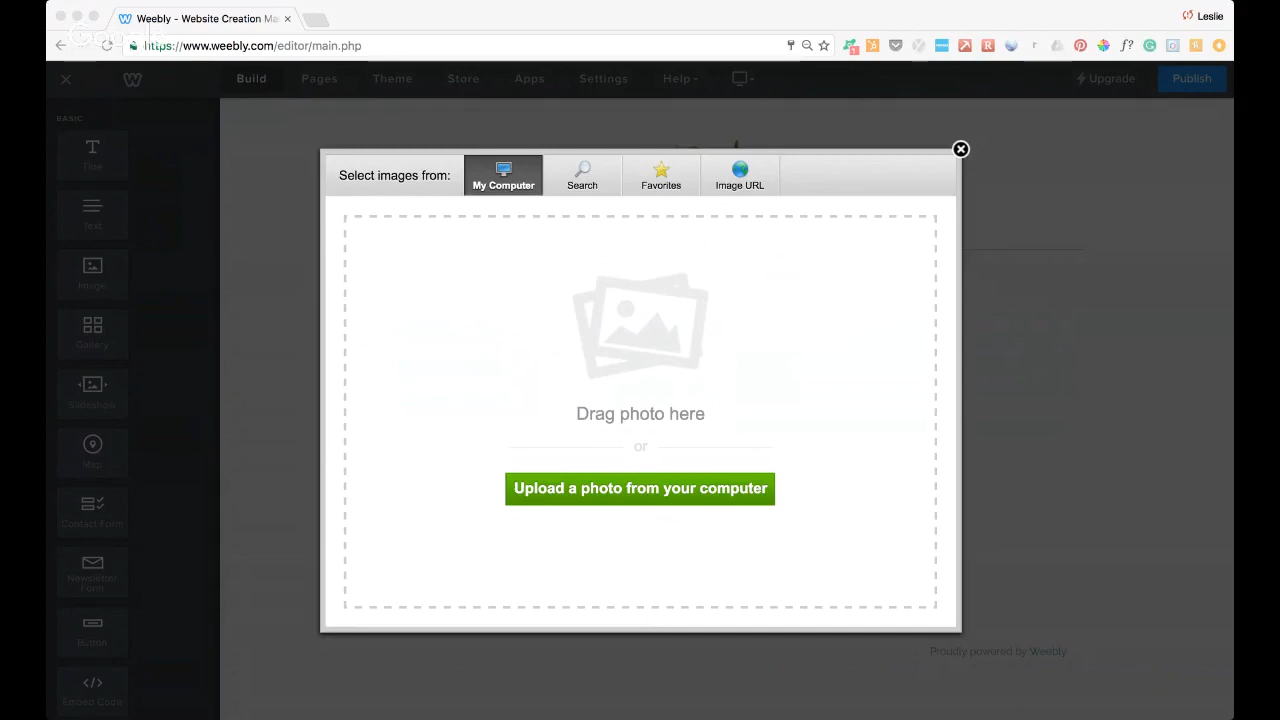 Weebly - Website Creation Ma
Leslie
Google
https://www.weebly.com/editor/main.php
Build
Pages
Theme
Store
Apps
Settings
Help
Upgrade
Publish
BASIC
Title
Text
Image
Gallery
Slideshow
Map
Contact Form
Newsletter
Form
Button
Embed Code
Select images from:
My Computer
Search
Favorites
Image URL
Drag photo here
or
Upload a photo from your computer
Proudly powered by Weebly